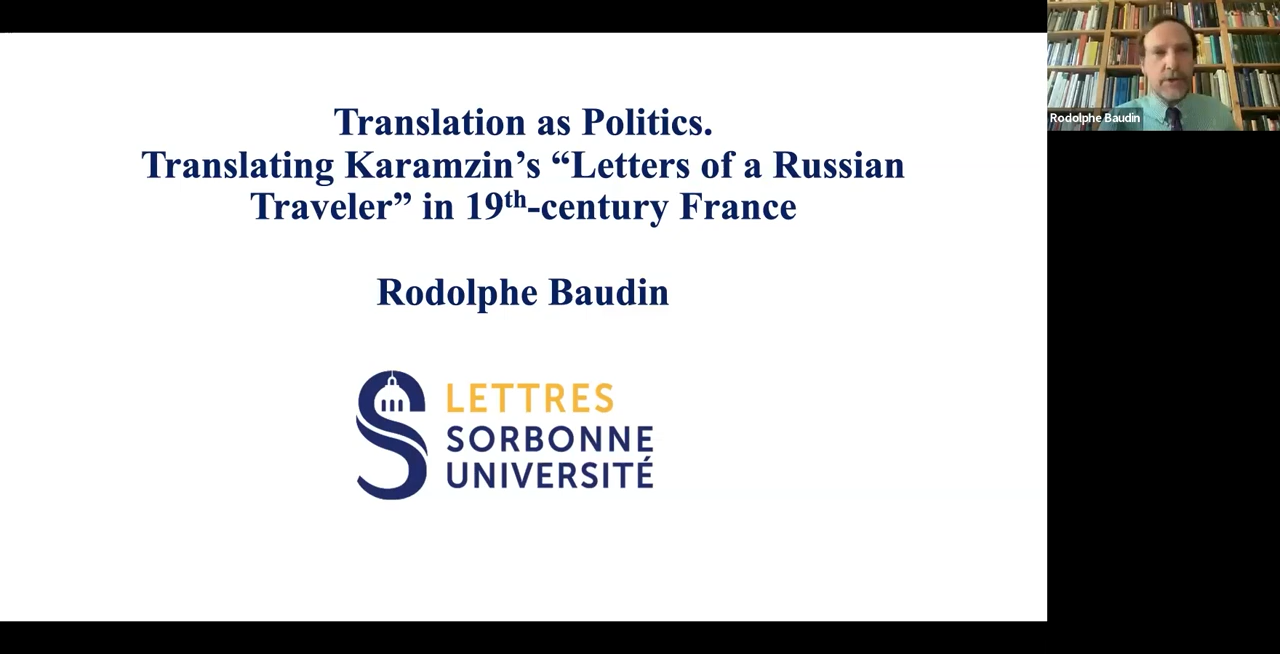 Translation as Politics.
Translating Karamzin’s “Letters of a Russian
Traveler” in 19th-century France
Rodolphe Baudin
LETTRES
SORBONNE
UNIVERSITÉ
Rodolphe Baudin